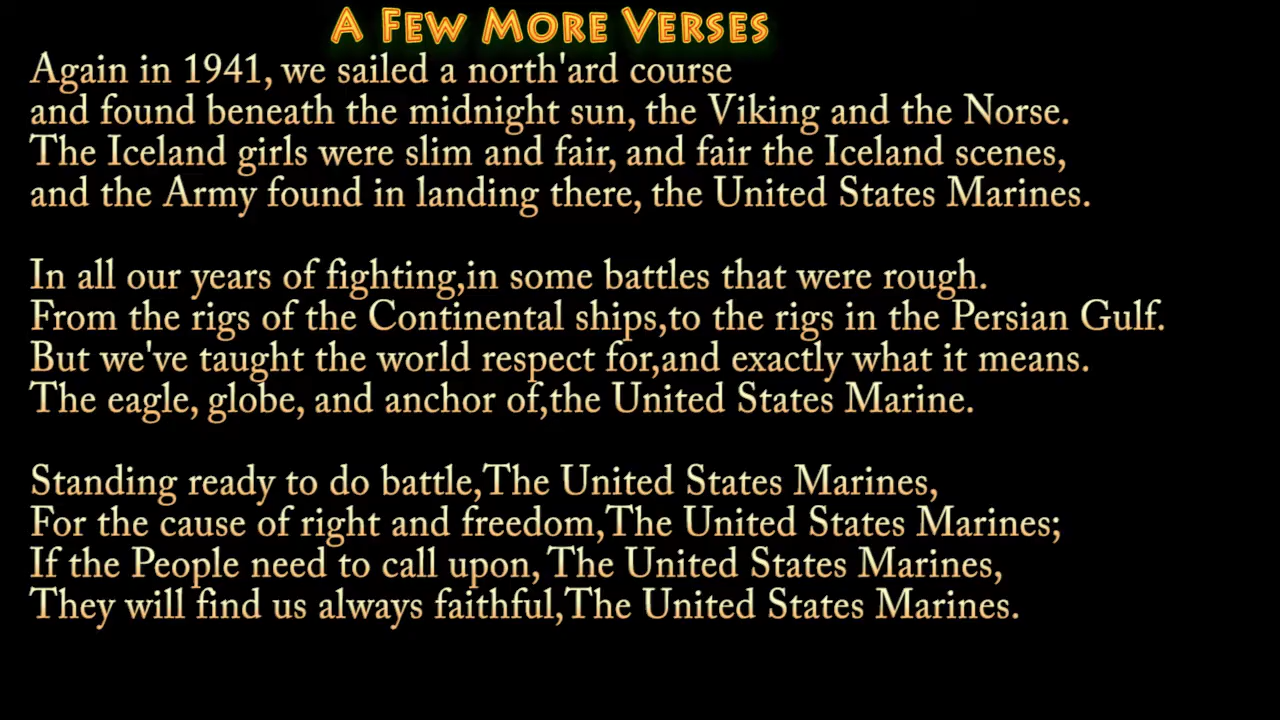 A Few More Verses
Again in 1941, we sailed a north'ard course
and found beneath the midnight sun, the Viking and the Norse.
The Iceland girls were slim and fair, and fair the Iceland scenes,
and the Army found in landing there, the United States Marines.
In all our years of fighting,in some battles that were rough.
From the rigs of the Continental ships,to the rigs in the Persian Gulf.
But we've taught the world respect for,and exactly what it means.
The eagle, globe, and anchor of,the United States Marine.
Standing ready to do battle,The United States Marines,
For the cause of right and freedom,The United States Marines;
If the People need to call upon, The United States Marines,
They will find us always faithful,The United States Marines.